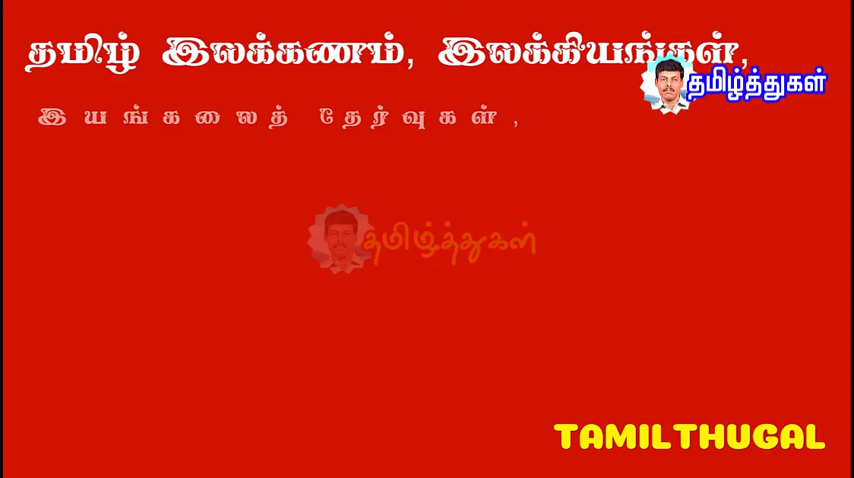 தமிழ் இலக்கணம், இலக்கியங்கள்,
தமிழ்த்துகள்
இயங்கலைத் தேர்வுகள்,
தமிழ்த்துகள்
TAMILTHUGAL